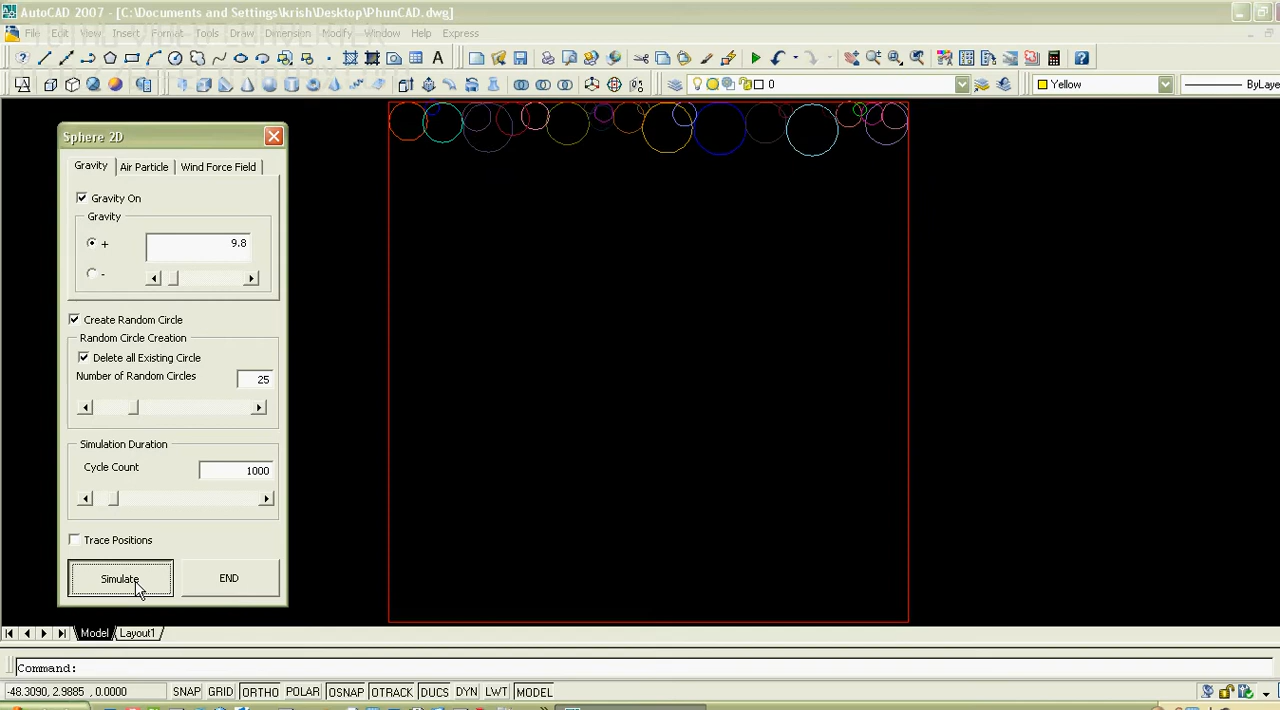 AutoCAD 2007 - [C:\Documents and Settings\krish\Desktop\PhunCAD.dwg]
File Edit View Insert Format Tools Draw Dimension Modify Window Help Express
0 Yellow ByLaye
Sphere 2D
Gravity Air Particle Wind Force Field
Gravity On
Gravity
+ 9.8
-
Create Random Circle
Random Circle Creation
Delete all Existing Circle
Number of Random Circles 25
Simulation Duration
Cycle Count 1000
Trace Positions
Simulate END
Model Layout1
Command:
-48.3090, 2.9885 , 0.0000 SNAP GRID ORTHO POLAR OSNAP OTRACK DUCS DYN LWT MODEL